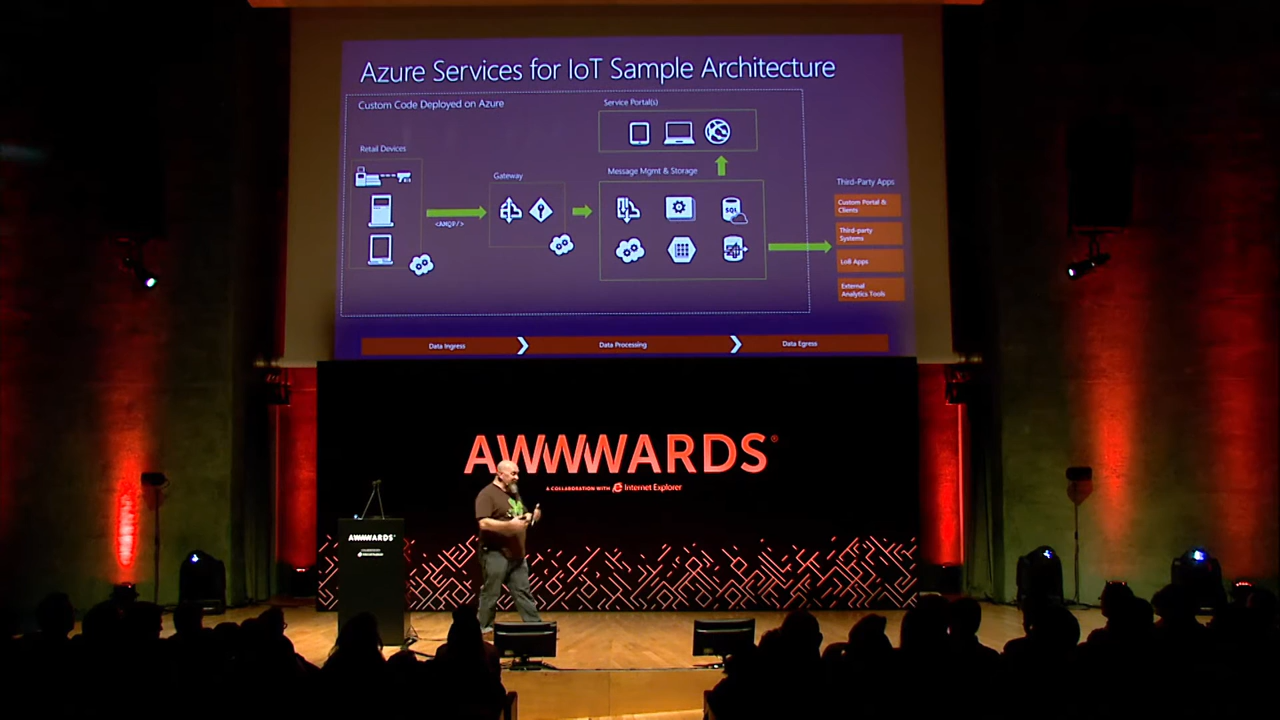 Azure Services for IoT Sample Architecture
Custom Code Deployed on Azure
Service Portal(s)
Retail Devices
Gateway
Message Mgmt & Storage
<AMQP/>
SQL
Third-Party Apps
Custom Portal &
Clients
Third-party
Systems
LoB Apps
External
Analytics Tools
Data Ingress
Data Processing
Data Egress
AWWWARDS®
A COLLABORATION WITH Internet Explorer
AWWWARDS®